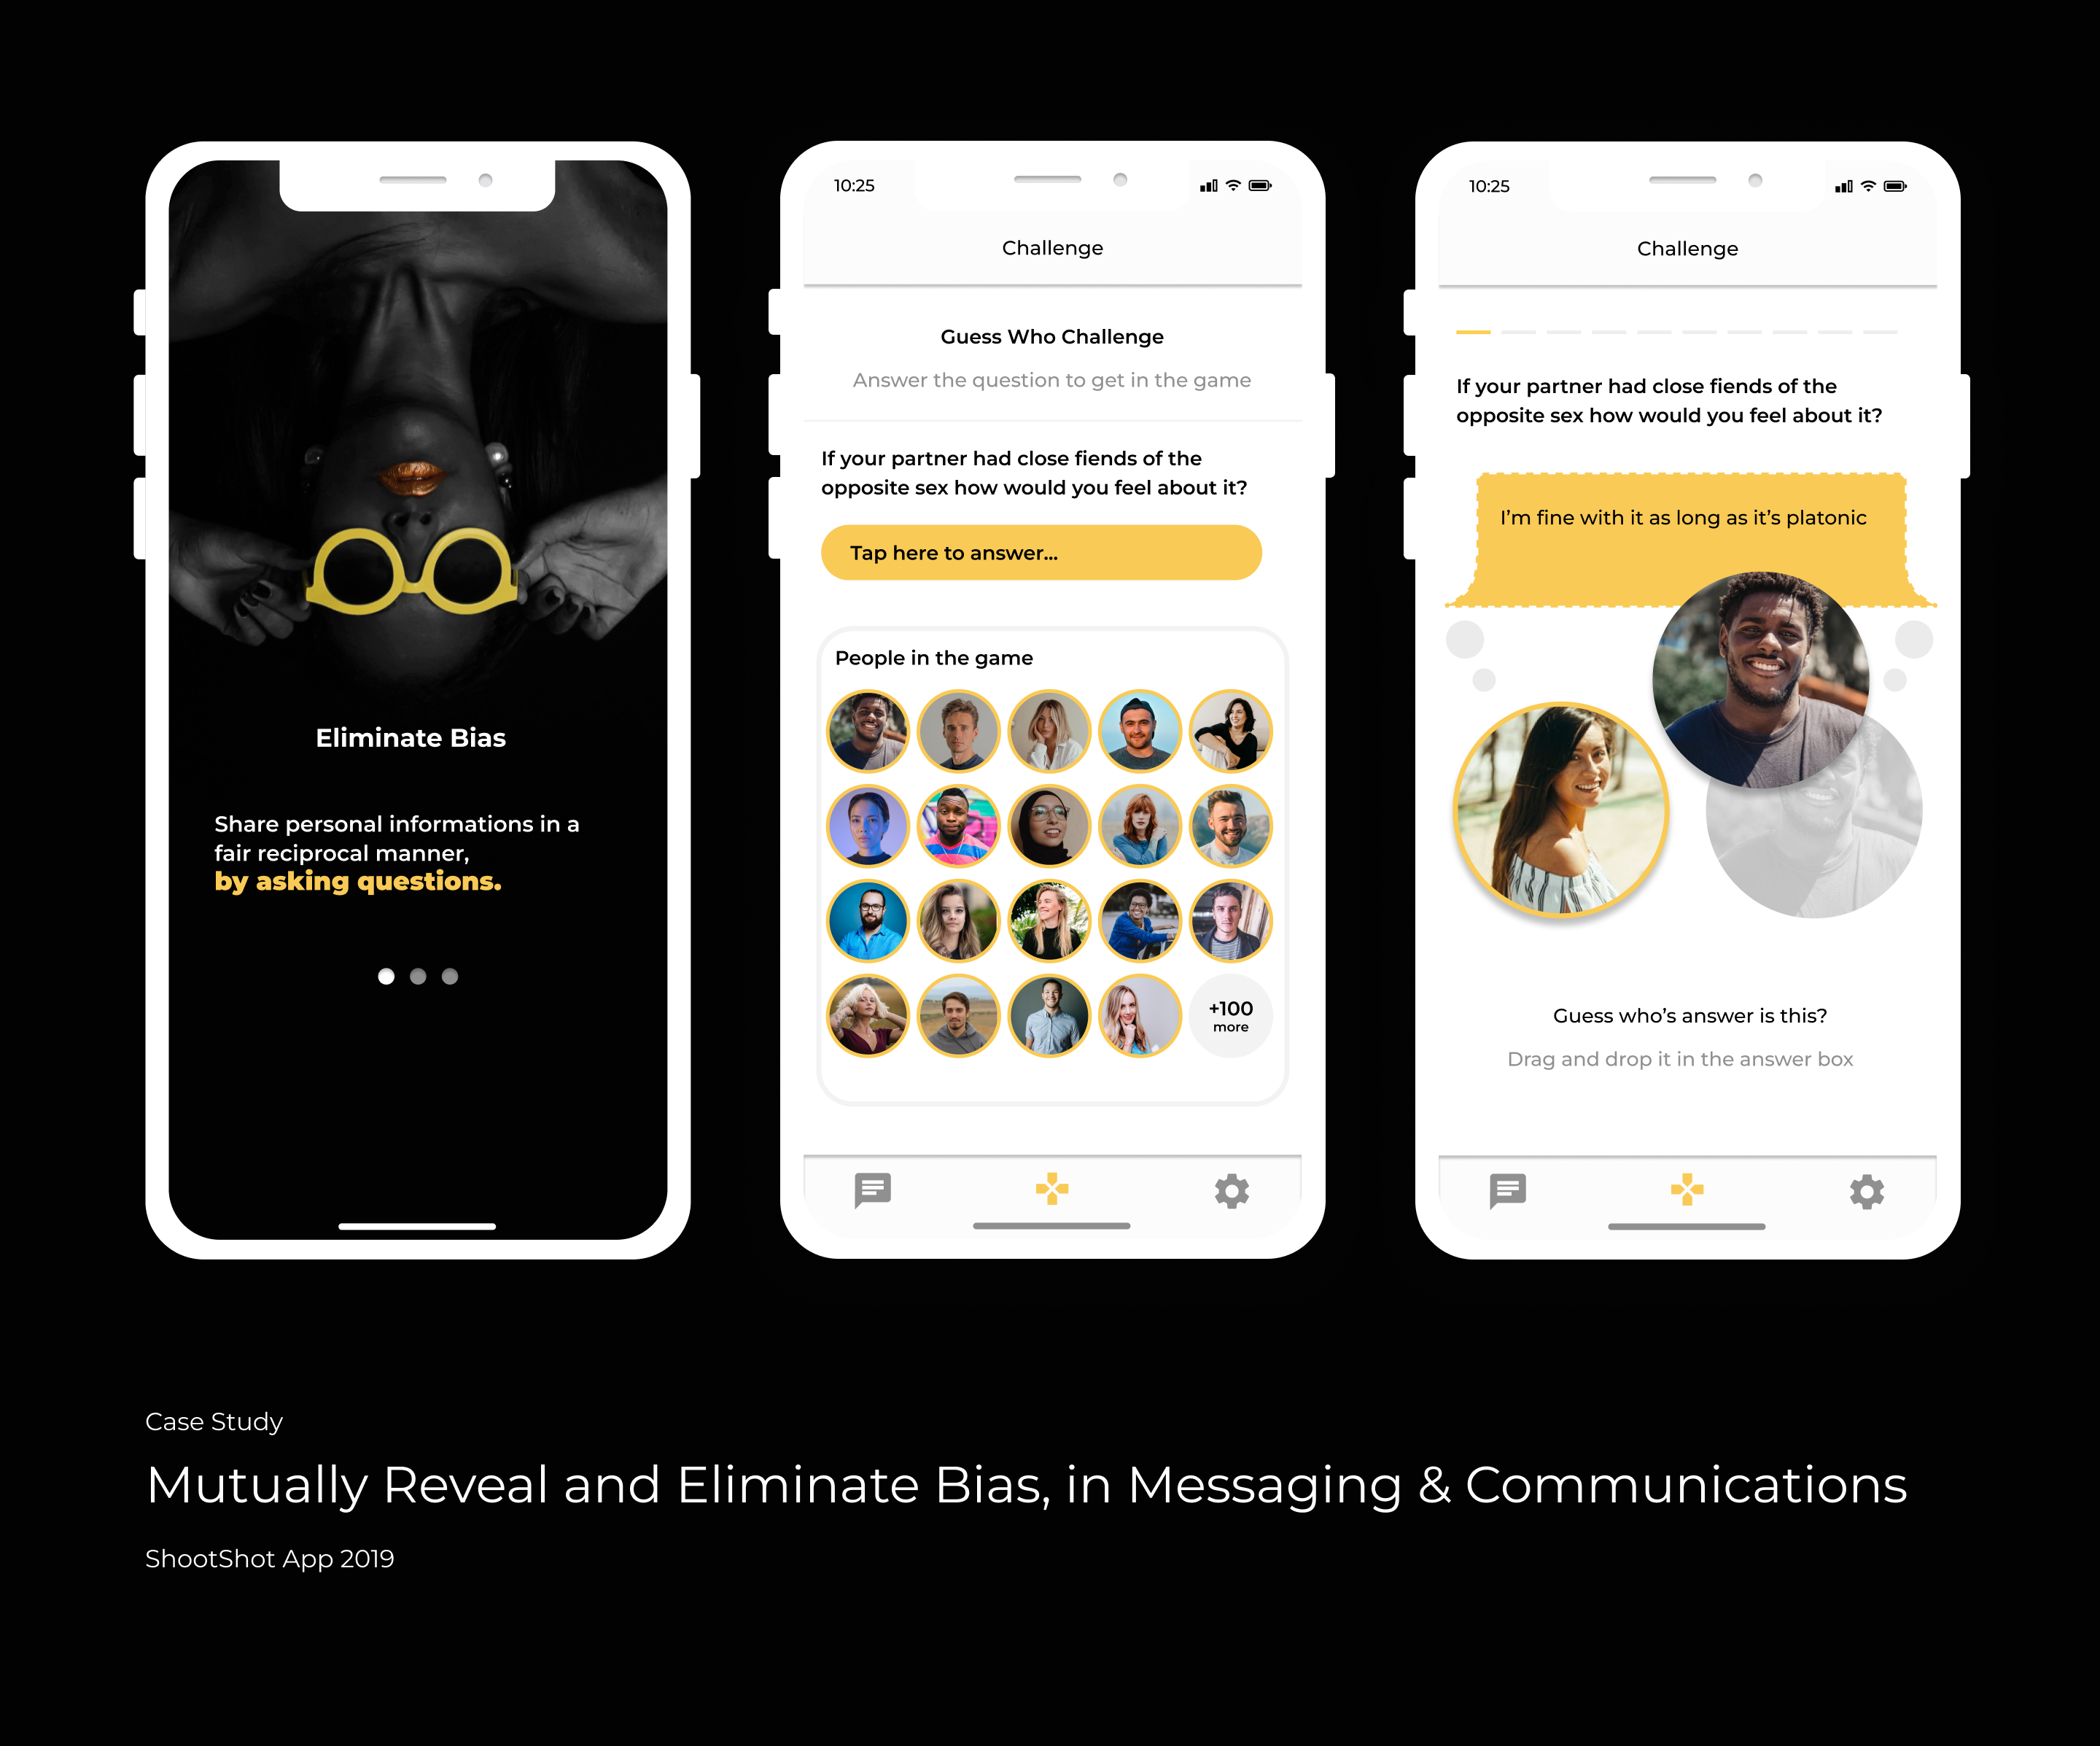 Eliminate Bias
Share personal informations in a
fair reciprocal manner,
by asking questions.
10:25
Challenge
Guess Who Challenge
Answer the question to get in the game
If your partner had close fiends of the
opposite sex how would you feel about it?
Tap here to answer...
People in the game
+100
more
10:25
Challenge
If your partner had close fiends of the
opposite sex how would you feel about it?
I'm fine with it as long as it's platonic
Guess who's answer is this?
Drag and drop it in the answer box
Case Study
Mutually Reveal and Eliminate Bias, in Messaging & Communications
ShootShot App 2019